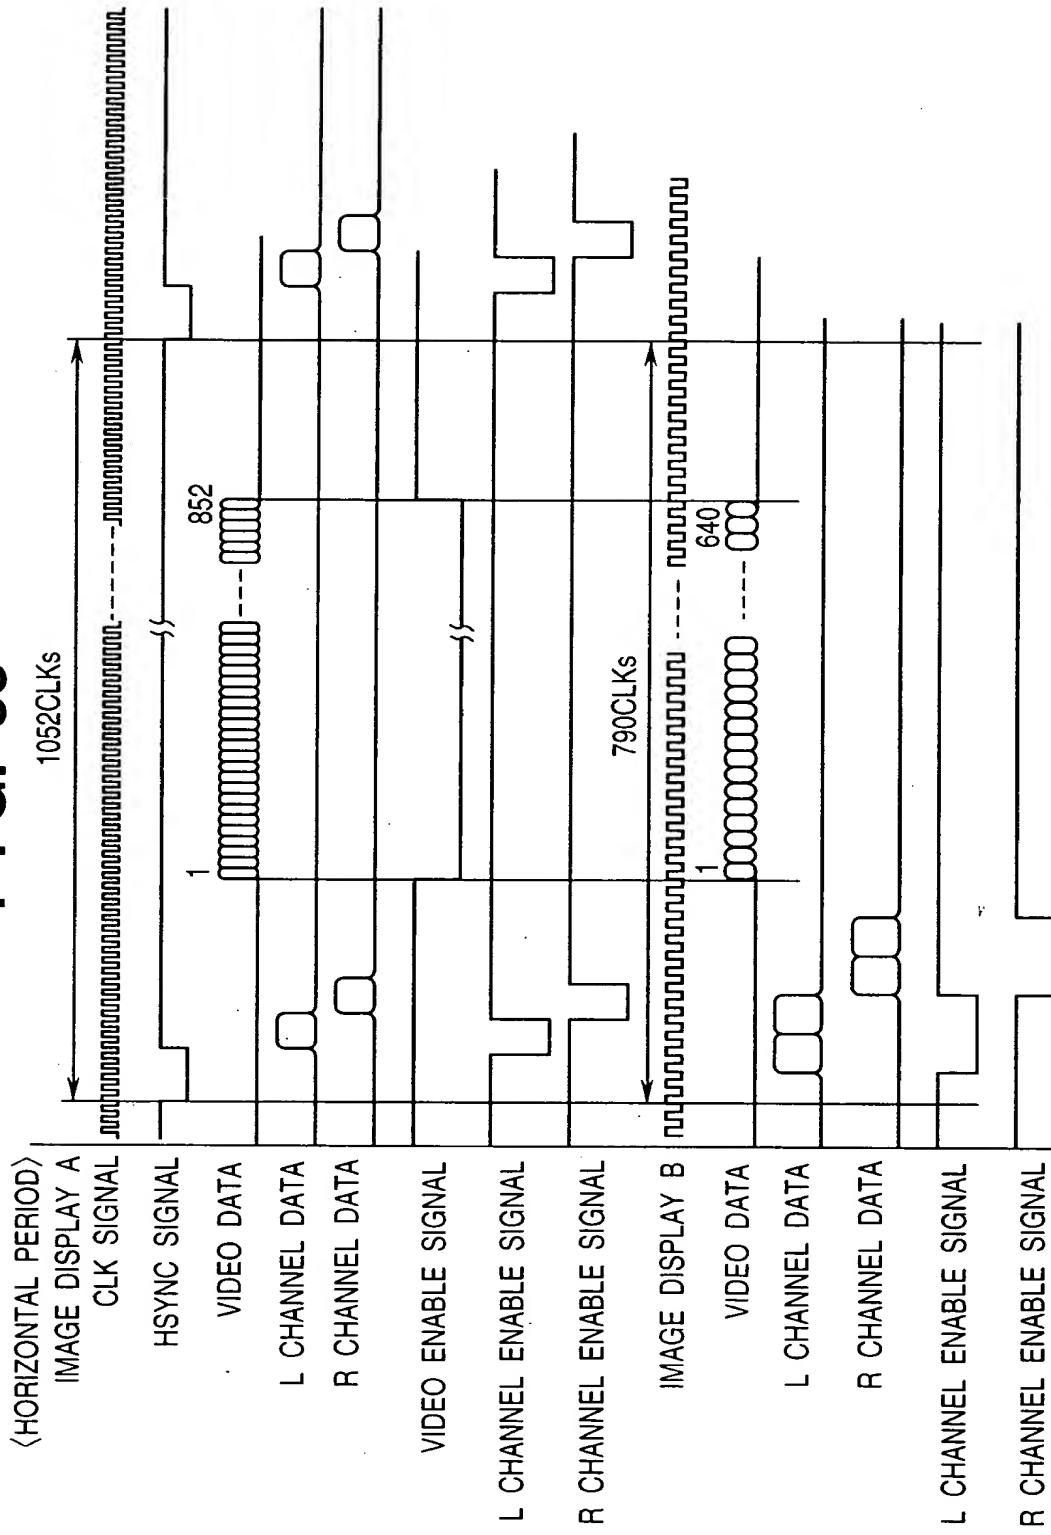 〈HORIZONTAL PERIOD〉
IMAGE DISPLAY A
1052CLKs
CLK SIGNAL
HSYNC SIGNAL
VIDEO DATA
1
852
L CHANNEL DATA
R CHANNEL DATA
VIDEO ENABLE SIGNAL
L CHANNEL ENABLE SIGNAL
R CHANNEL ENABLE SIGNAL
790CLKs
IMAGE DISPLAY B
VIDEO DATA
1
640
L CHANNEL DATA
R CHANNEL DATA
L CHANNEL ENABLE SIGNAL
R CHANNEL ENABLE SIGNAL